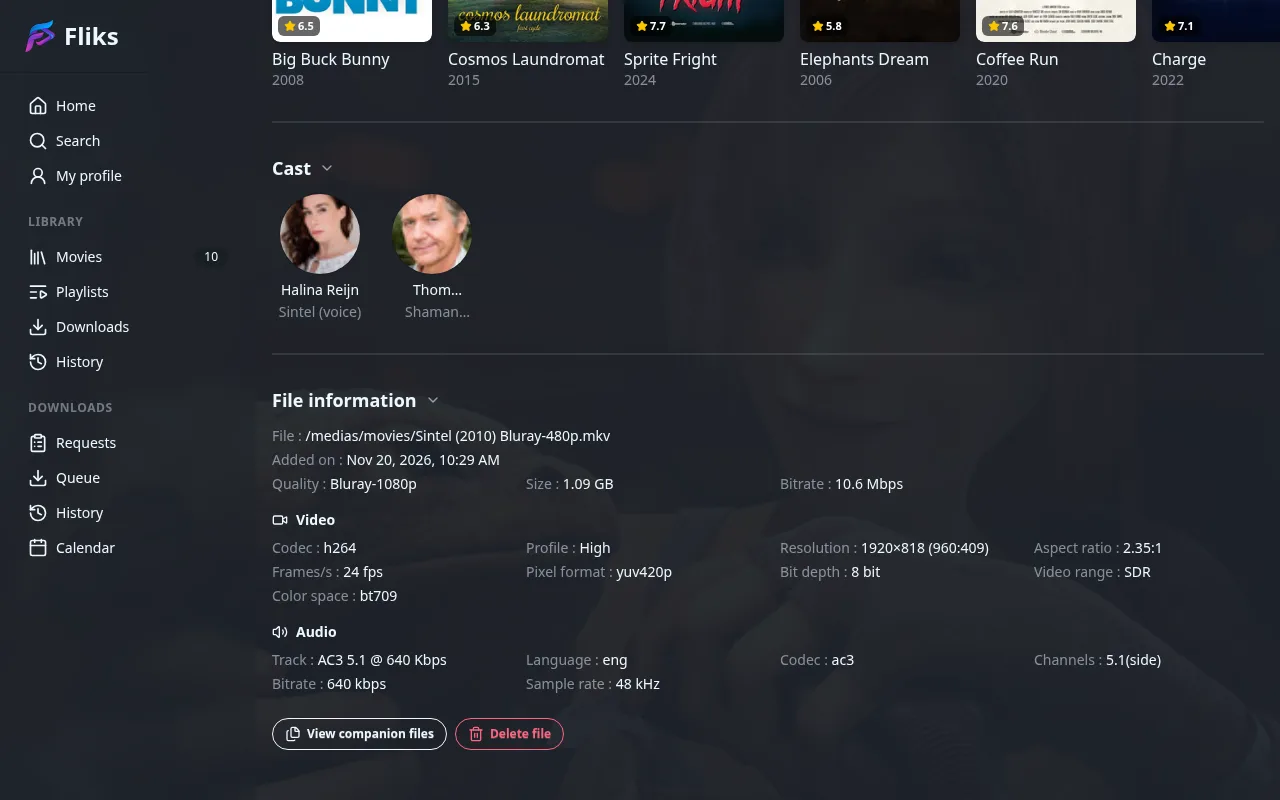 BUNNY
cosmos laundromat
first cycle
FRIGHT
6.5
6.3
7.7
5.8
7.6
7.1
Fliks
Big Buck Bunny
Cosmos Laundromat
Sprite Fright
Elephants Dream
Coffee Run
Charge
2008
2015
2024
2006
2020
2022
Home
Search
My profile
LIBRARY
Movies
10
Playlists
Downloads
History
DOWNLOADS
Requests
Queue
History
Calendar
Cast
Halina Reijn
Thom...
Sintel (voice)
Shaman...
File information
File : /medias/movies/Sintel (2010) Bluray-480p.mkv
Added on : Nov 20, 2026, 10:29 AM
Quality : Bluray-1080p
Size : 1.09 GB
Bitrate : 10.6 Mbps
Video
Codec : h264
Profile : High
Resolution : 1920×818 (960:409)
Aspect ratio : 2.35:1
Frames/s : 24 fps
Pixel format : yuv420p
Bit depth : 8 bit
Video range : SDR
Color space : bt709
Audio
Track : AC3 5.1 @ 640 Kbps
Language : eng
Codec : ac3
Channels : 5.1(side)
Bitrate : 640 kbps
Sample rate : 48 kHz
View companion files
Delete file